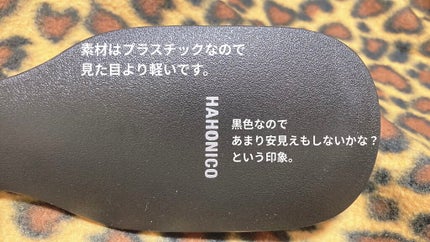 素材はプラスチックなので
見た目より軽いです。
HAHONICO
黒色なので
あまり安見えもしないかな?
という印象。